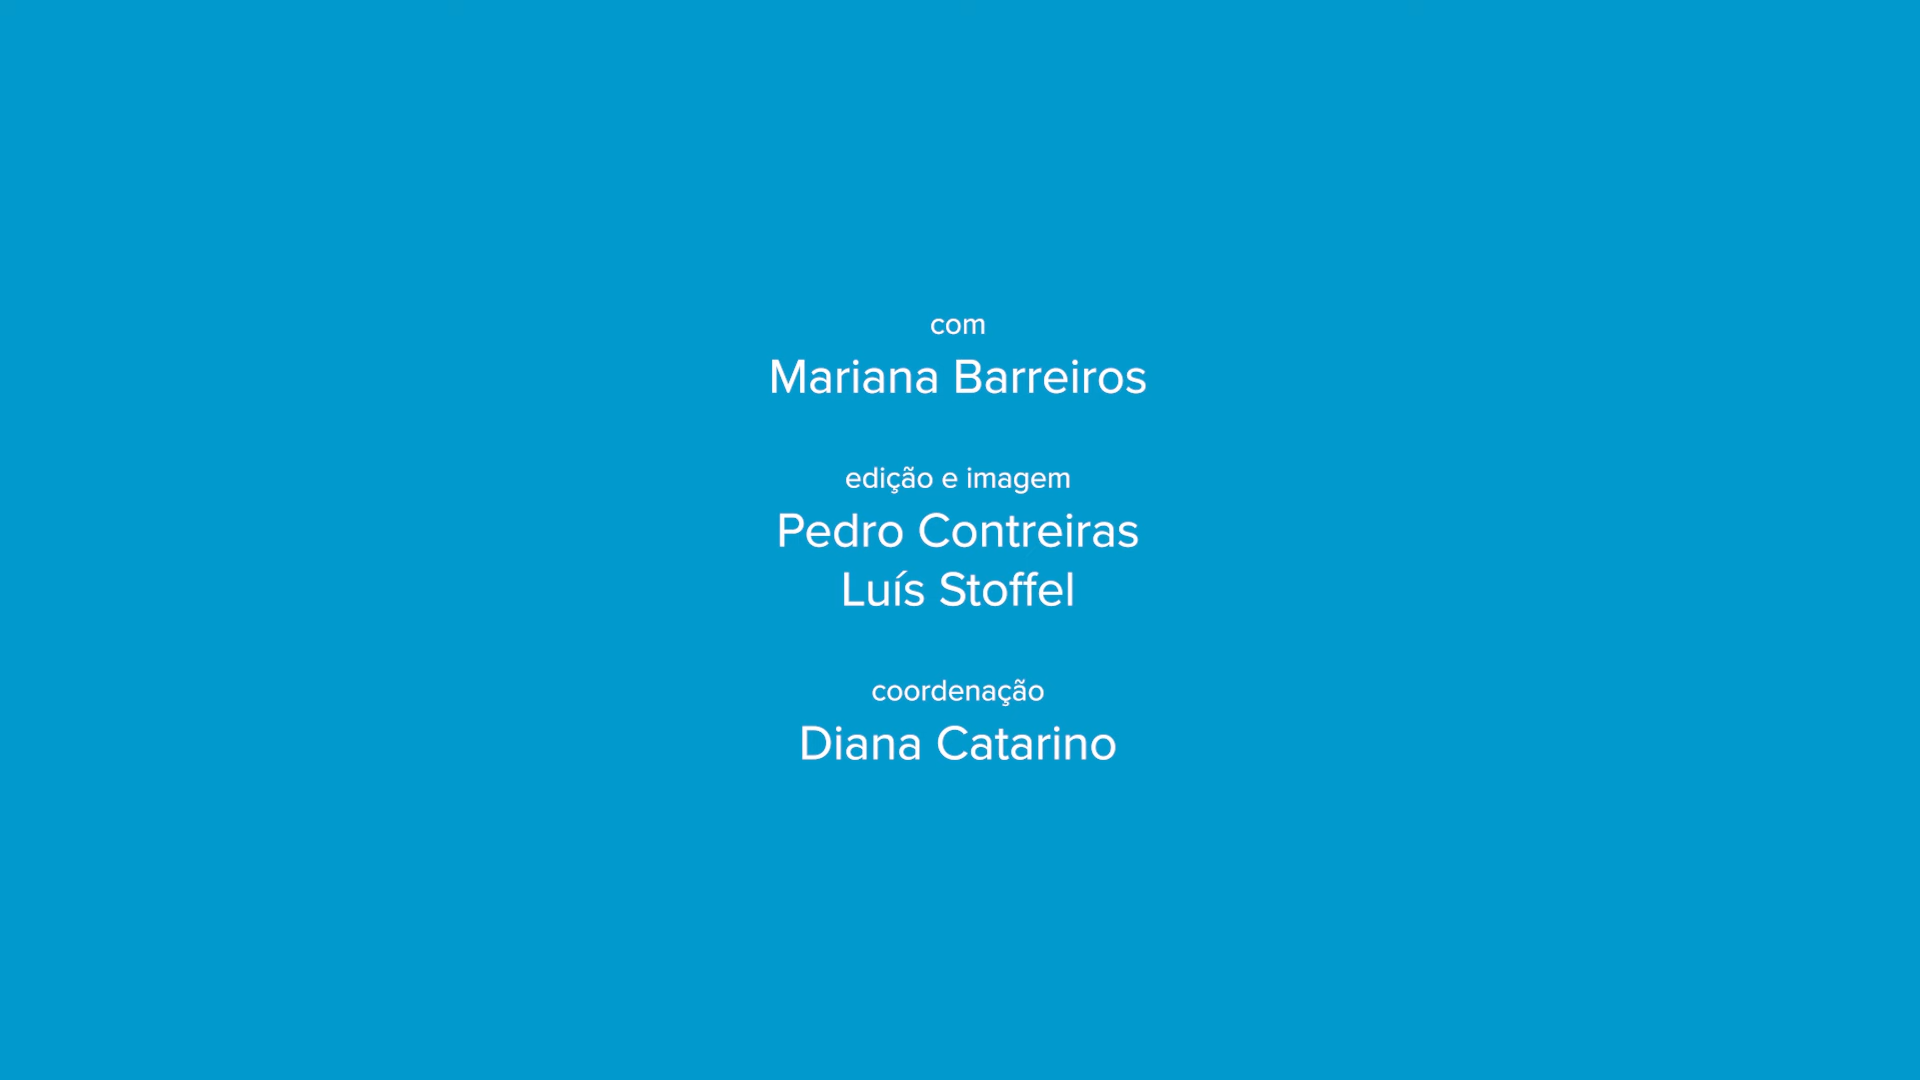 com
Mariana Barreiros
edição e imagem
Pedro Contreiras
Luís Stoffel
coordenação
Diana Catarino